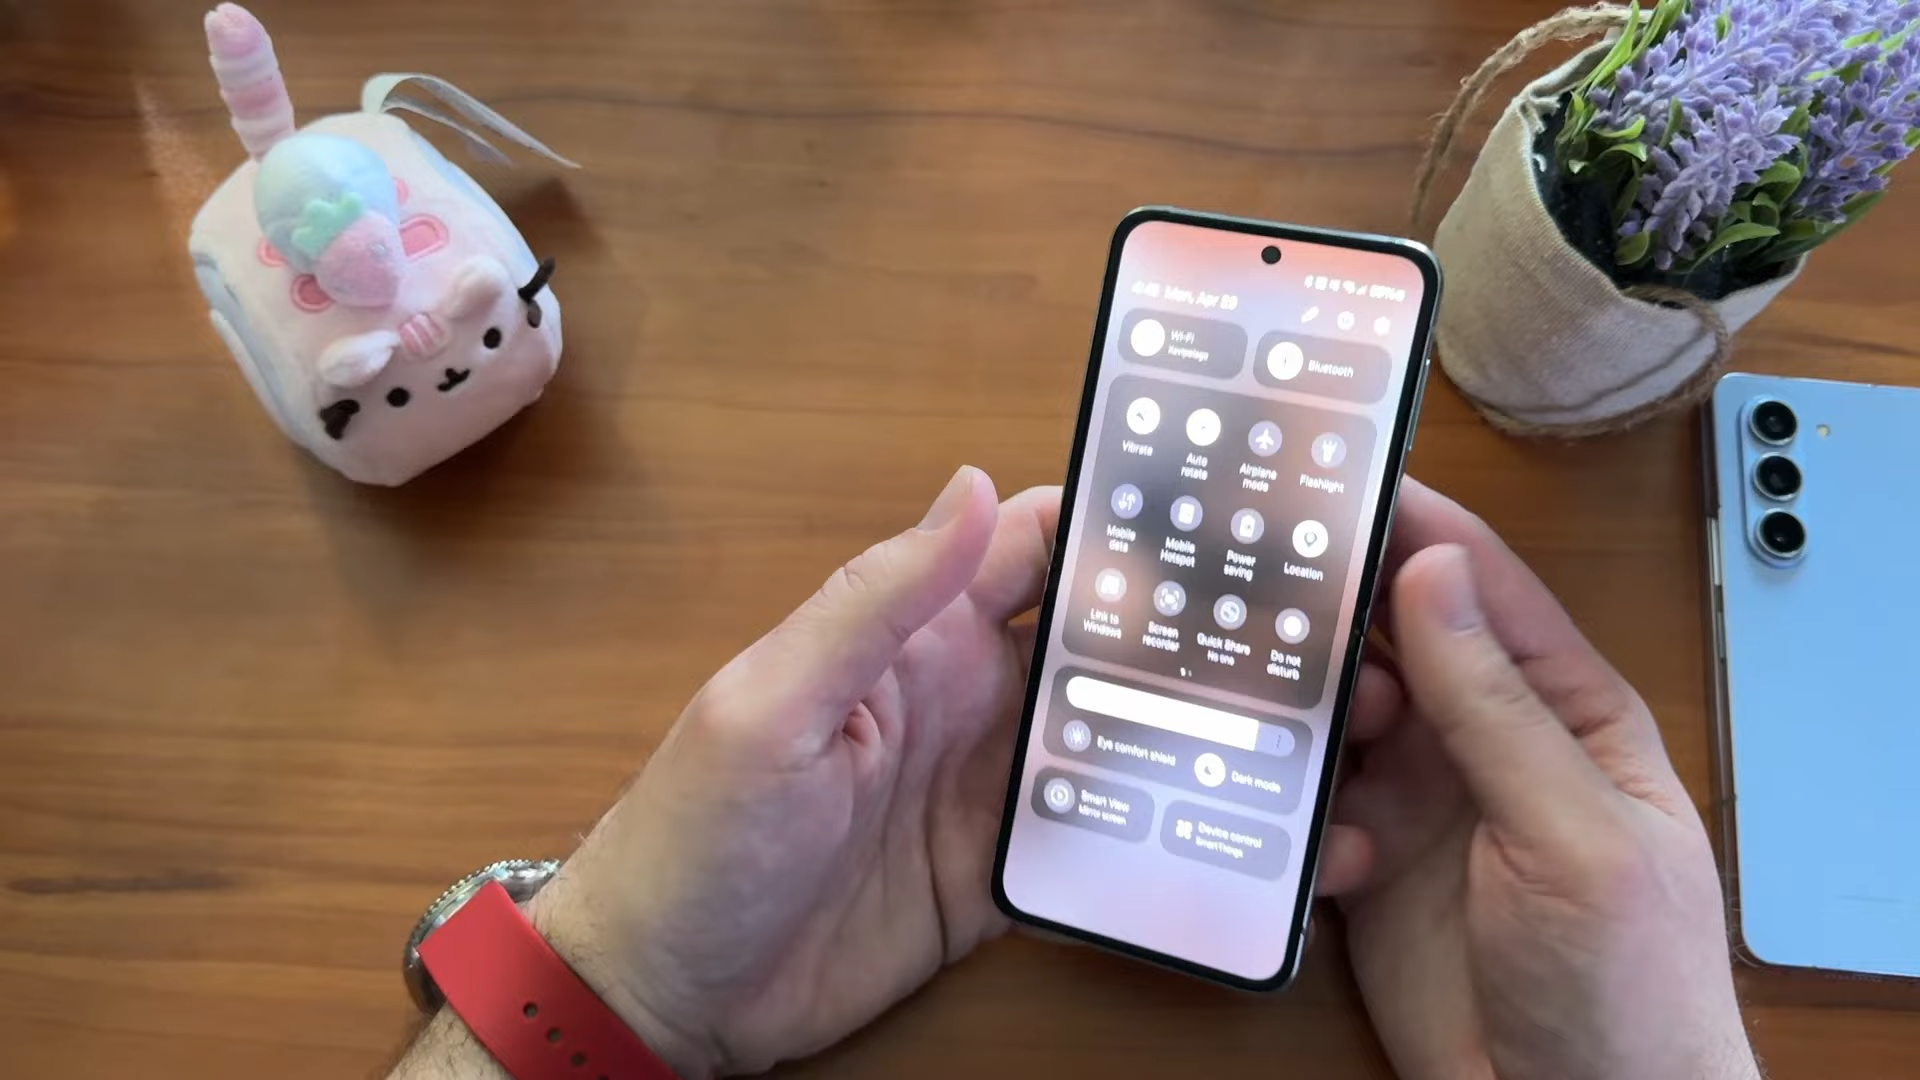 Mon, Apr 29
Wi-Fi
Bluetooth
Vibrate
Auto
rotate
Airplane
mode
Flashlight
Mobile
data
Mobile
Hotspot
Power
saving
Location
Link to
Windows
Screen
recorder
Quick Share
No one
Do not
disturb
Eye comfort shield
Dark mode
Smart View
Mirror screen
Device control
SmartThings